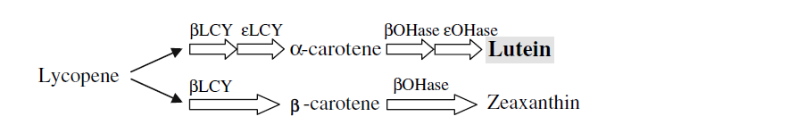 βLCY εLCY βOHase εOHase
α-carotene Lutein
Lycopene
βLCY βOHase
β-carotene Zeaxanthin